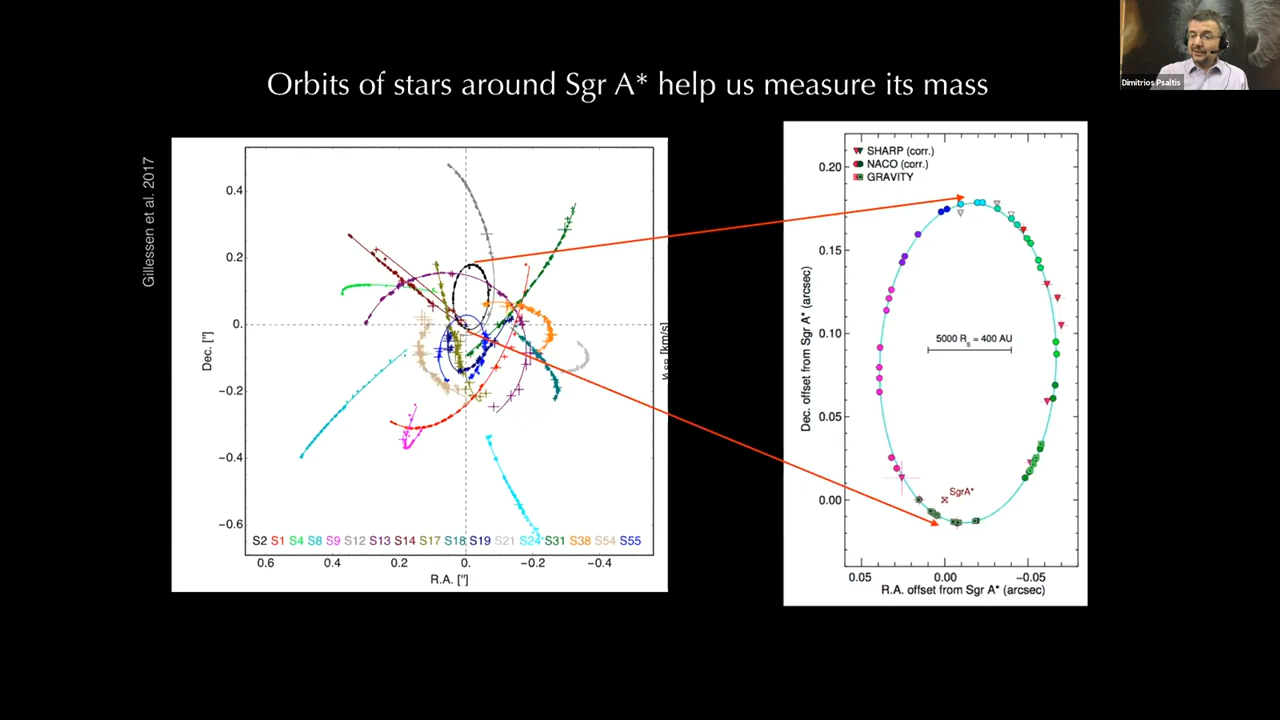 Orbits of stars around Sgr A* help us measure its mass
Dimitrios Psaltis
Gillessen et al. 2017
0.4
0.2
0.
−0.2
−0.4
−0.6
Dec. ["]
S2 S1 S4 S8 S9 S12 S13 S14 S17 S18 S19 S21 S24 S31 S38 S54 S55
0.6 0.4 0.2 0. −0.2 −0.4
R.A. ["]
[km/s]
SHARP (corr.)
NACO (corr.)
GRAVITY
0.20
0.15
0.10
0.05
0.00
Dec. offset from Sgr A* (arcsec)
5000 Rs = 400 AU
SgrA*
0.05 0.00 −0.05
R.A. offset from Sgr A* (arcsec)